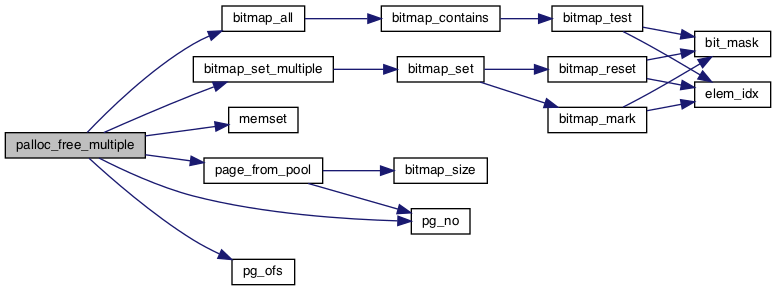 palloc_free_multiple
bitmap_all
bitmap_contains
bitmap_test
bit_mask
elem_idx
bitmap_set_multiple
bitmap_set
bitmap_reset
bitmap_mark
memset
page_from_pool
bitmap_size
pg_no
pg_ofs